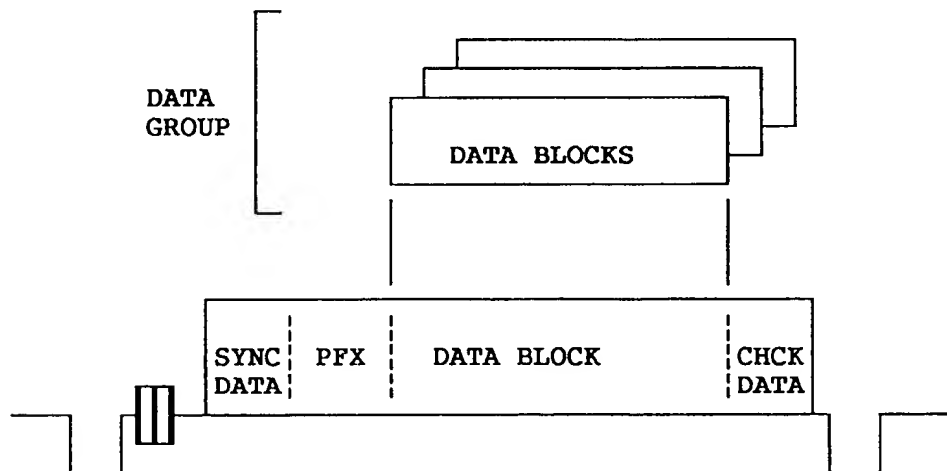 DATA
GROUP
DATA BLOCKS
SYNC
DATA
PFX
DATA BLOCK
CHCK
DATA